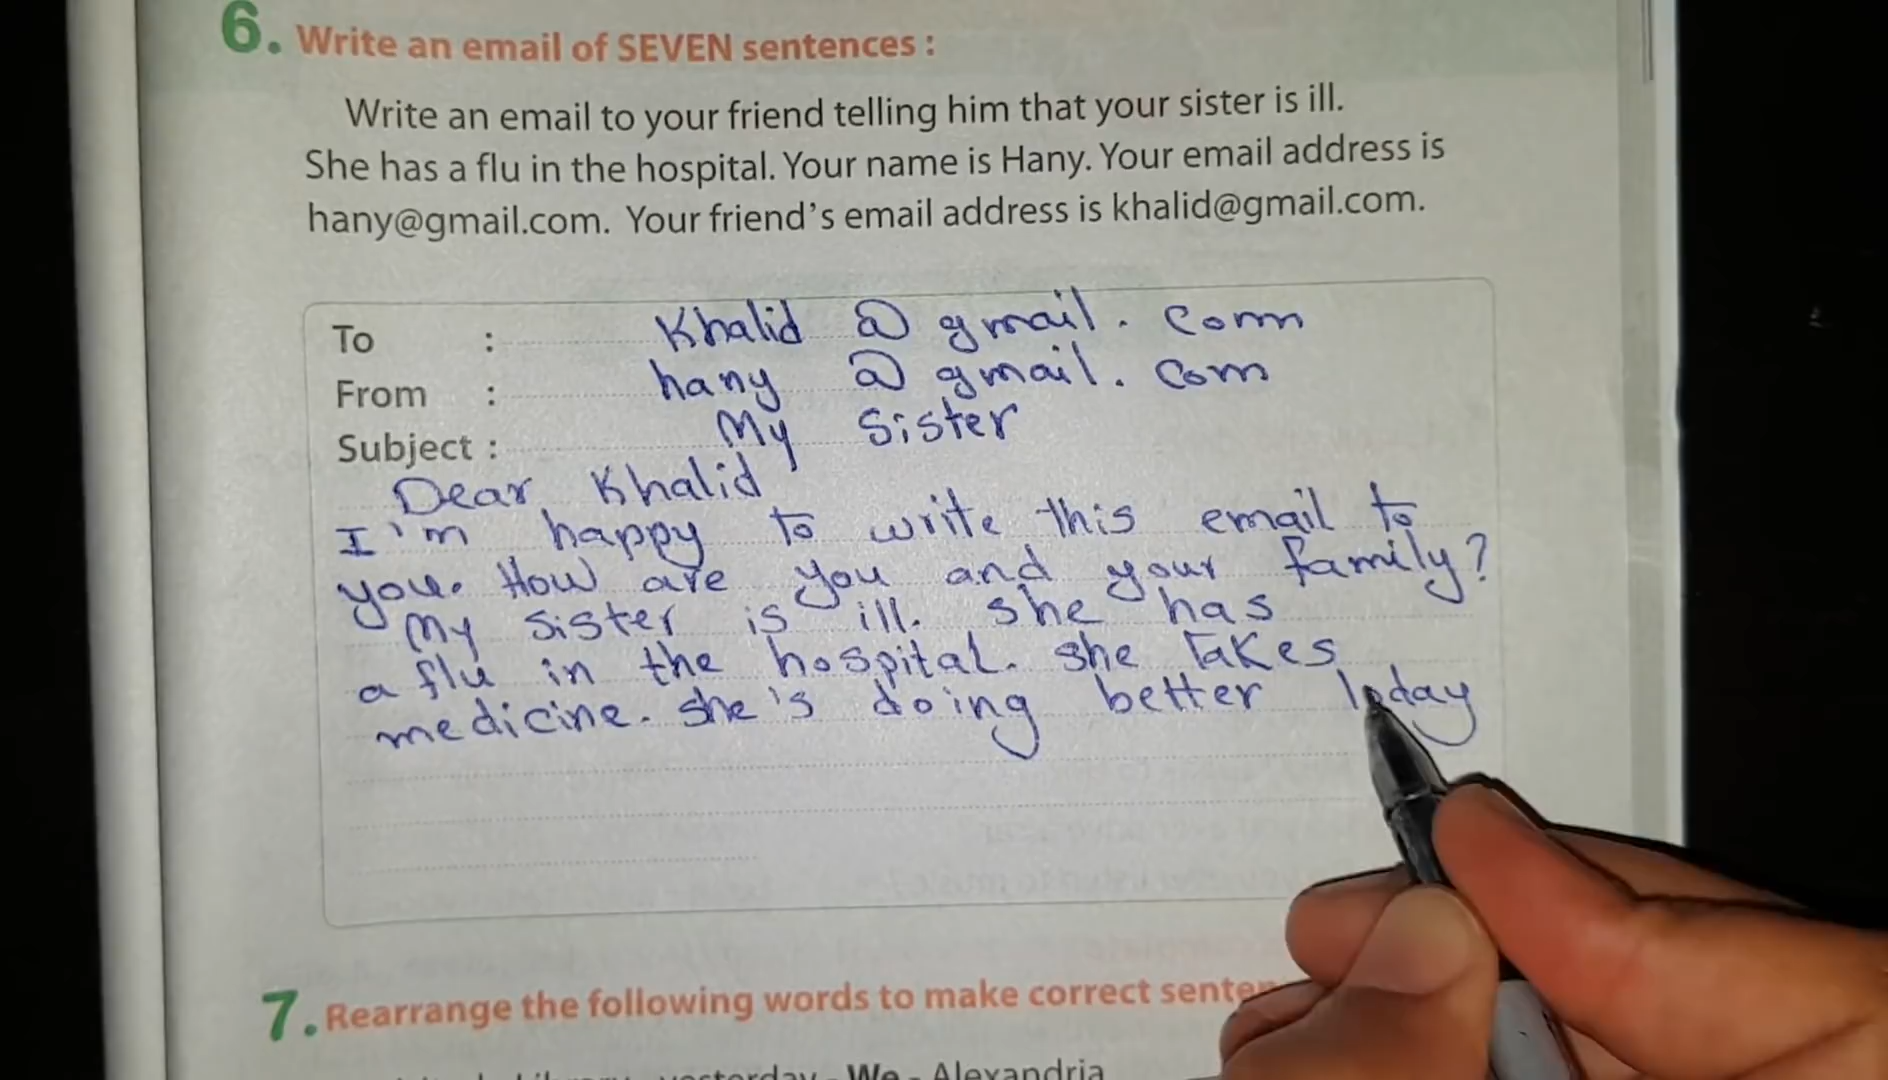 6. Write an email of SEVEN sentences :
Write an email to your friend telling him that your sister is ill.
She has a flu in the hospital. Your name is Hany. Your email address is
hany@gmail.com. Your friend's email address is khalid@gmail.com.
To : Khalid @ gmail. com
From : hany @ gmail. com
Subject : My Sister
Dear Khalid
I'm happy to write this email to
you. How are you and your family?
My sister is ill. she has
a flu in the hospital. she takes
medicine. she's doing better today
7. Rearrange the following words to make correct
yesterday - We - Alexandria